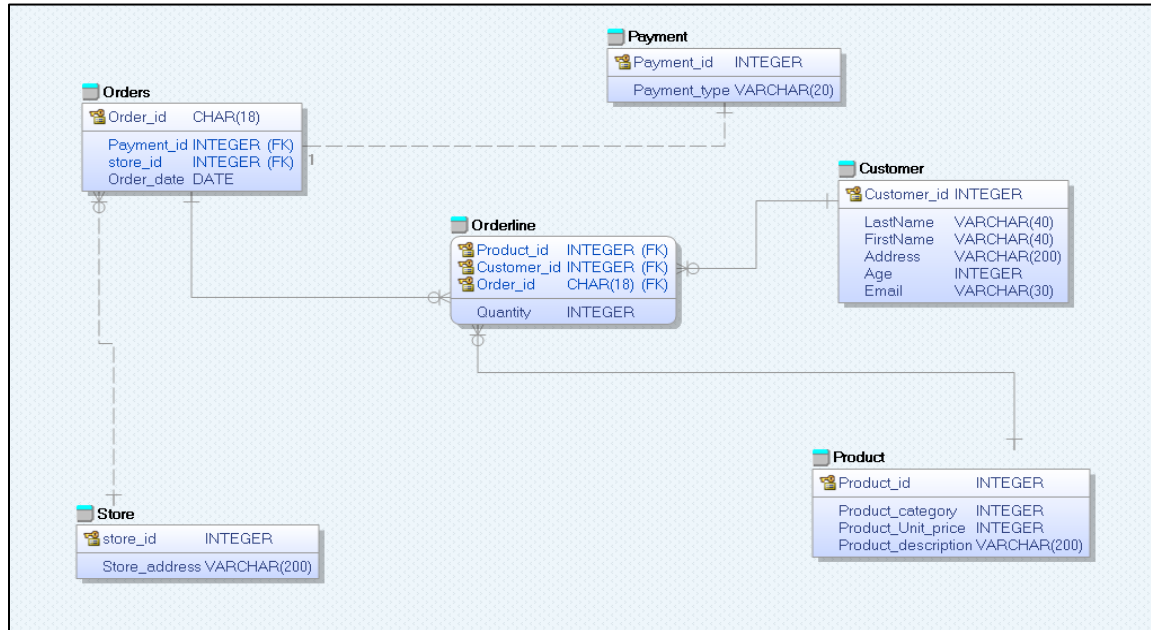 Payment
Payment_id INTEGER
Payment_type VARCHAR(20)
Orders
Order_id CHAR(18)
Payment_id INTEGER (FK)
store_id INTEGER (FK)
Order_date DATE
1
Customer
Customer_id INTEGER
LastName VARCHAR(40)
FirstName VARCHAR(40)
Address VARCHAR(200)
Age INTEGER
Email VARCHAR(30)
Orderline
Product_id INTEGER (FK)
Customer_id INTEGER (FK)
Order_id CHAR(18) (FK)
Quantity INTEGER
Product
Product_id INTEGER
Product_category INTEGER
Product_Unit_price INTEGER
Product_description VARCHAR(200)
Store
store_id INTEGER
Store_address VARCHAR(200)